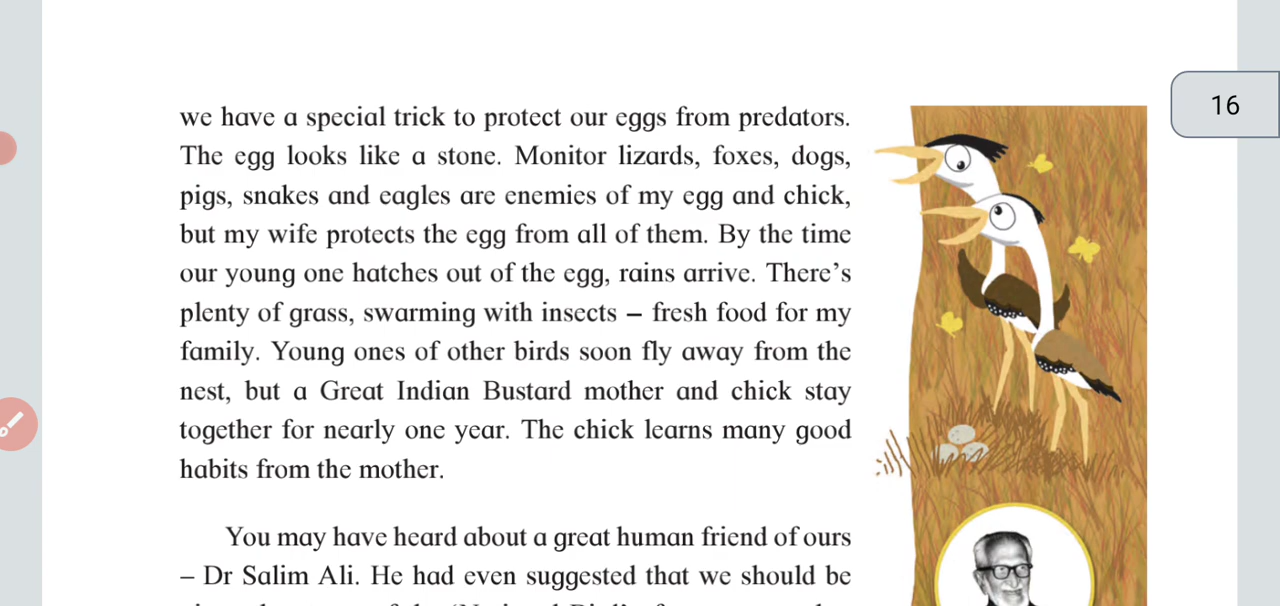 16
we have a special trick to protect our eggs from predators.
The egg looks like a stone. Monitor lizards, foxes, dogs,
pigs, snakes and eagles are enemies of my egg and chick,
but my wife protects the egg from all of them. By the time
our young one hatches out of the egg, rains arrive. There’s
plenty of grass, swarming with insects – fresh food for my
family. Young ones of other birds soon fly away from the
nest, but a Great Indian Bustard mother and chick stay
together for nearly one year. The chick learns many good
habits from the mother.
You may have heard about a great human friend of ours
– Dr Salim Ali. He had even suggested that we should be